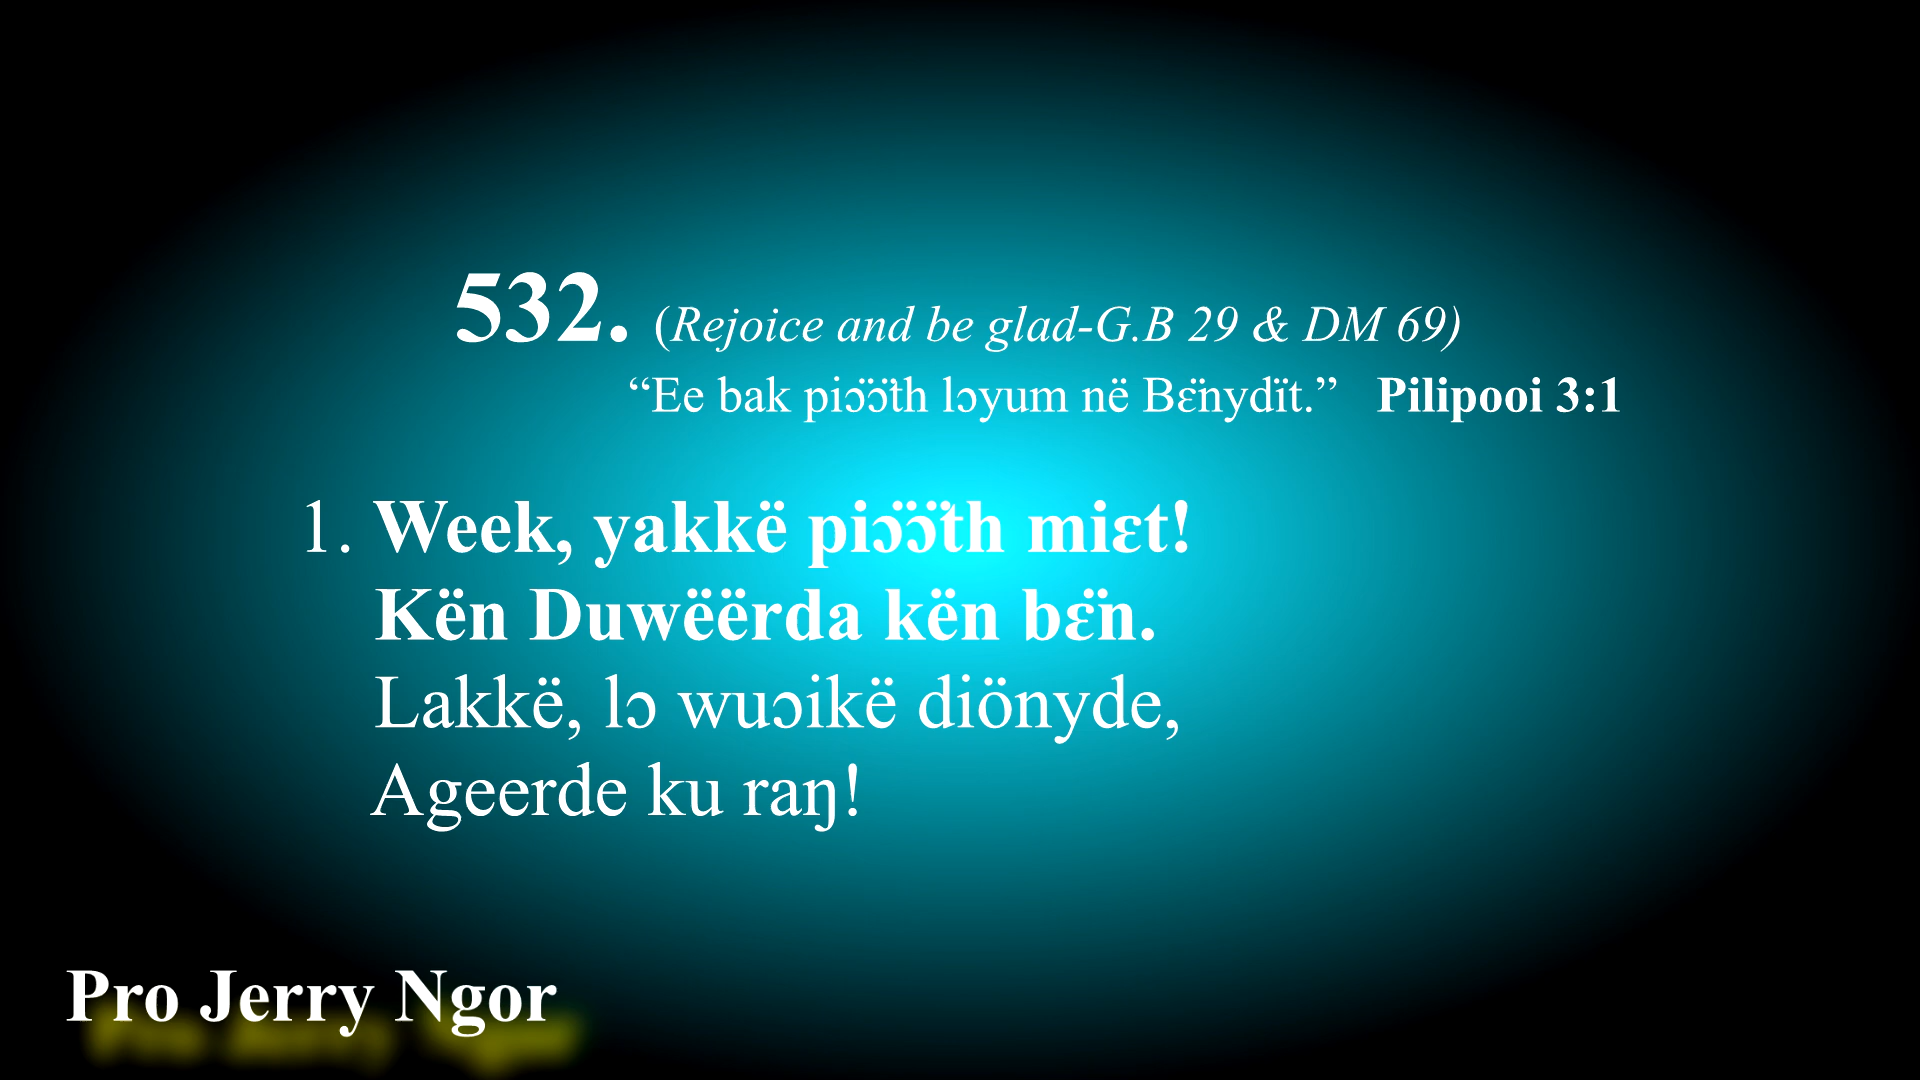 532. (Rejoice and be glad-G.B 29 & DM 69)
“Ee bak piɔ̈ɔ̈th lɔyum në Bɛ̈nydït.” Pilipooi 3:1
1. Week, yakkë piɔ̈ɔ̈th miɛt!
Kën Duwëërda kën bɛ̈n.
Lakkë, lɔ wuɔikë diönyde,
Ageerde ku raŋ!
Pro Jerry Ngor